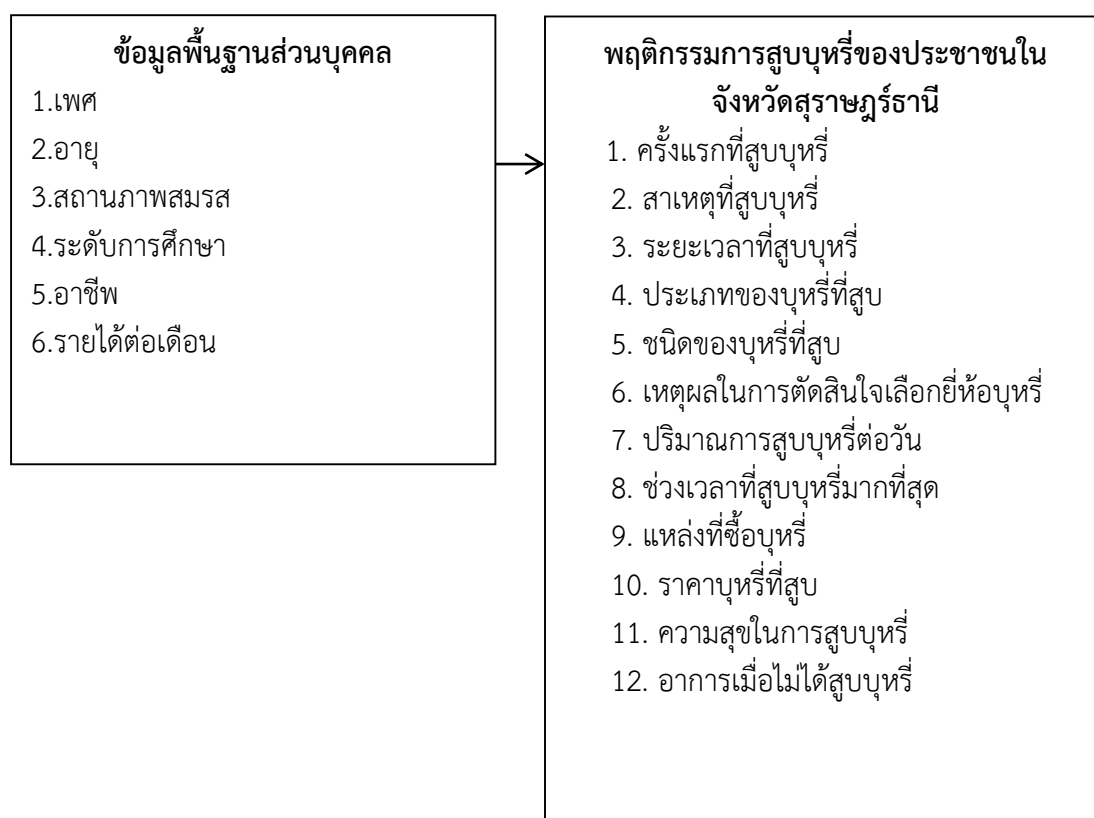 ข้อมูลพื้นฐานส่วนบุคคล
1.เพศ
2.อายุ
3.สถานภาพสมรส
4.ระดับการศึกษา
5.อาชีพ
6.รายได้ต่อเดือน
พฤติกรรมการสูบบุหรี่ของประชาชนใน
จังหวัดสุราษฎร์ธานี
1. ครั้งแรกที่สูบบุหรี่
2. สาเหตุที่สูบบุหรี่
3. ระยะเวลาที่สูบบุหรี่
4. ประเภทของบุหรี่ที่สูบ
5. ชนิดของบุหรี่ที่สูบ
6. เหตุผลในการตัดสินใจเลือกยี่ห้อบุหรี่
7. ปริมาณการสูบบุหรี่ต่อวัน
8. ช่วงเวลาที่สูบบุหรี่มากที่สุด
9. แหล่งที่ซื้อบุหรี่
10. ราคาบุหรี่ที่สูบ
11. ความสุขในการสูบบุหรี่
12. อาการเมื่อไม่ได้สูบบุหรี่